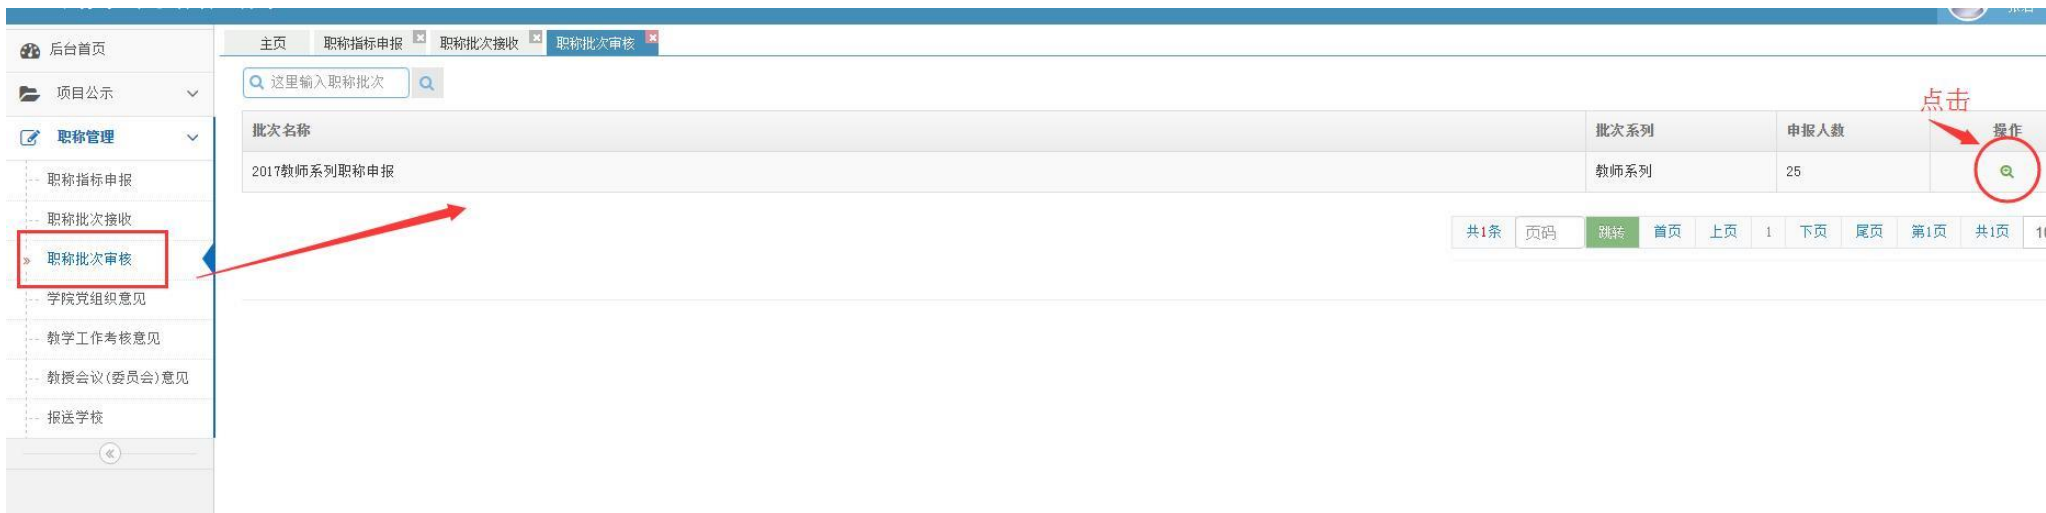 后台首页
项目公示
职称管理
职称指标申报
职称批次接收
职称批次审核
学院党组织意见
教学工作考核意见
教授会议(委员会)意见
报送学校
主页 职称指标申报 职称批次接收 职称批次审核
这里输入职称批次
点击
批次名称 批次系列 申报人数 操作
2017教师系列职称申报 教师系列 25
共1条 页码 跳转 首页 上页 1 下页 尾页 第1页 共1页